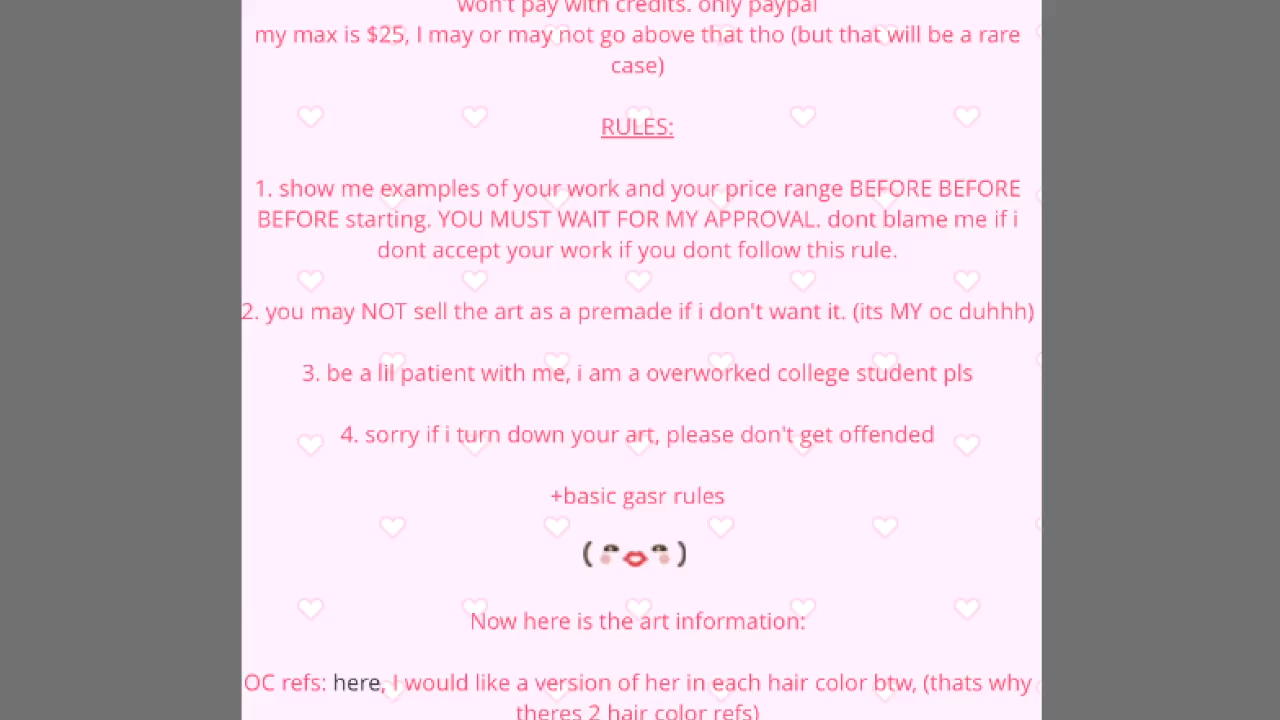 won't pay with credits. only paypal
my max is $25, I may or may not go above that tho (but that will be a rare
case)
RULES:
1. show me examples of your work and your price range BEFORE BEFORE
BEFORE starting. YOU MUST WAIT FOR MY APPROVAL. dont blame me if i
dont accept your work if you dont follow this rule.
2. you may NOT sell the art as a premade if i don't want it. (its MY oc duhhh)
3. be a lil patient with me, i am a overworked college student pls
4. sorry if i turn down your art, please don't get offended
+basic gasr rules
Now here is the art information:
OC refs: here, I would like a version of her in each hair color btw, (thats why
theres 2 hair color refs)